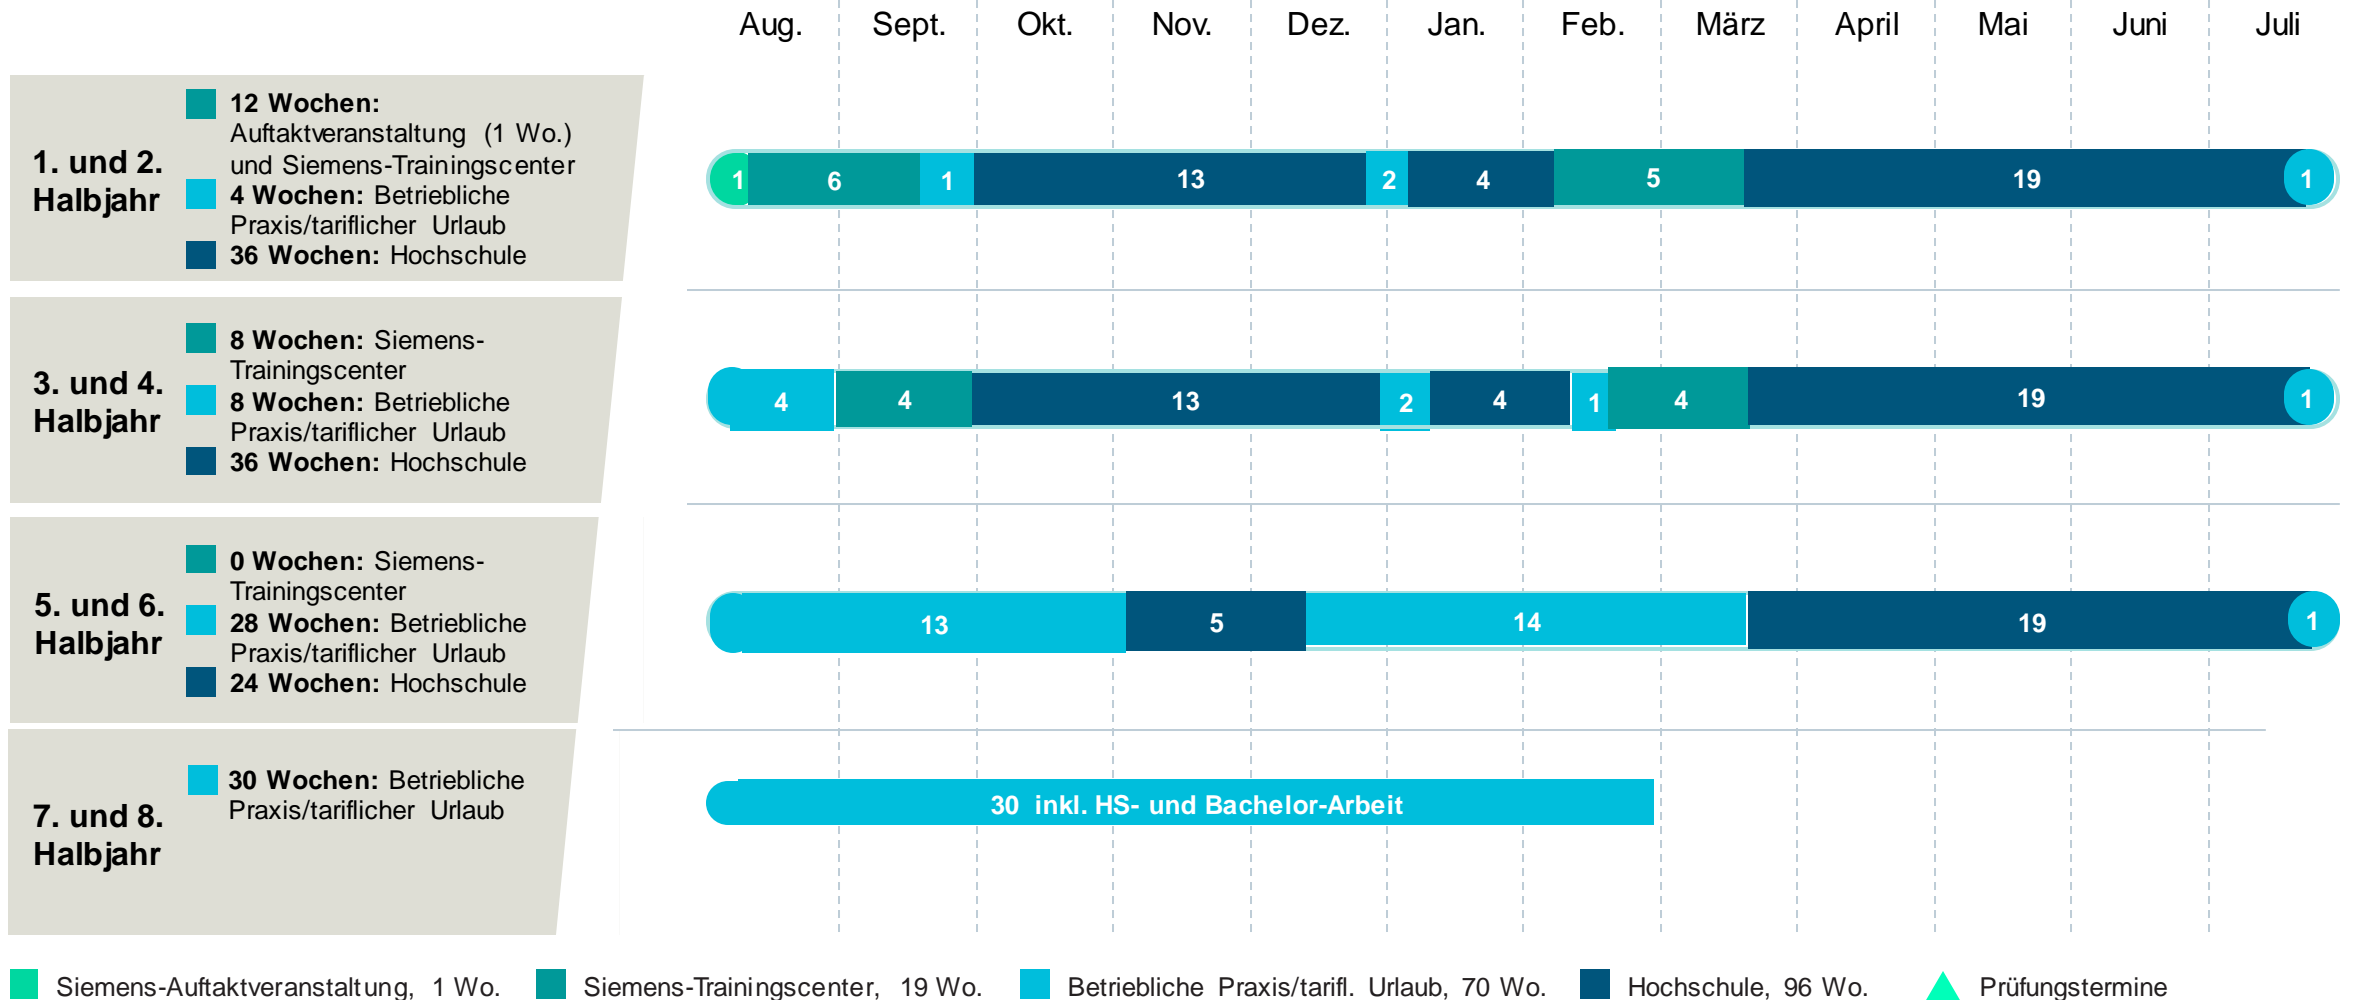 Aug. Sept. Okt. Nov. Dez. Jan. Feb. März April Mai Juni Juli
1. und 2.
Halbjahr
12 Wochen:
Auftaktveranstaltung (1 Wo.)
und Siemens-Trainingscenter
4 Wochen: Betriebliche
Praxis/tariflicher Urlaub
36 Wochen: Hochschule
1 6 1 13 2 4 5 19 1
3. und 4.
Halbjahr
8 Wochen: Siemens-
Trainingscenter
8 Wochen: Betriebliche
Praxis/tariflicher Urlaub
36 Wochen: Hochschule
4 4 13 2 4 1 4 19 1
5. und 6.
Halbjahr
0 Wochen: Siemens-
Trainingscenter
28 Wochen: Betriebliche
Praxis/tariflicher Urlaub
24 Wochen: Hochschule
13 5 14 19 1
7. und 8.
Halbjahr
30 Wochen: Betriebliche
Praxis/tariflicher Urlaub
30 inkl. HS- und Bachelor-Arbeit
Siemens-Auftaktveranstaltung, 1 Wo. Siemens-Trainingscenter, 19 Wo. Betriebliche Praxis/tarifl. Urlaub, 70 Wo. Hochschule, 96 Wo. Prüfungstermine